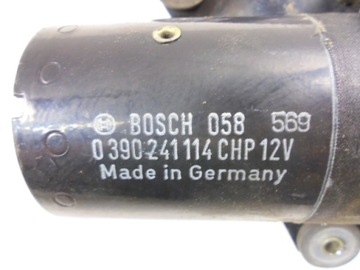 BOSCH 058 569
0 390 241 114 CHP 12V
Made in Germany